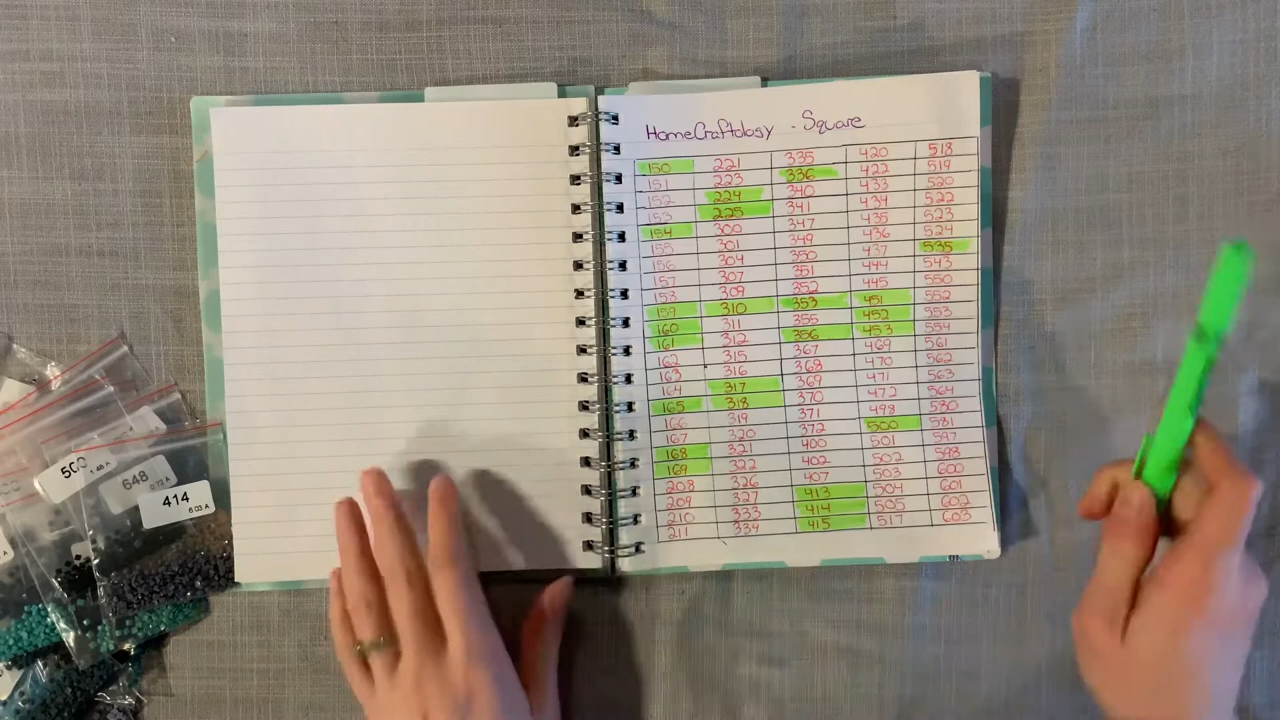 HomeCraftology - Square
150 221 335 420 518
151 223 336 422 519
152 224 340 433 520
153 225 341 434 522
154 300 347 435 523
155 301 349 436 524
156 304 350 437 535
157 307 351 444 543
158 309 352 445 550
159 310 353 451 552
160 311 355 452 553
161 312 356 453 554
162 315 367 469 561
163 316 368 470 562
164 317 369 471 563
165 318 370 472 564
166 319 371 498 580
167 320 372 500 581
168 321 400 501 597
169 322 402 502 598
208 326 407 503 600
209 327 413 504 601
210 333 414 505 602
211 334 415 517 603
648
414
6.03 A